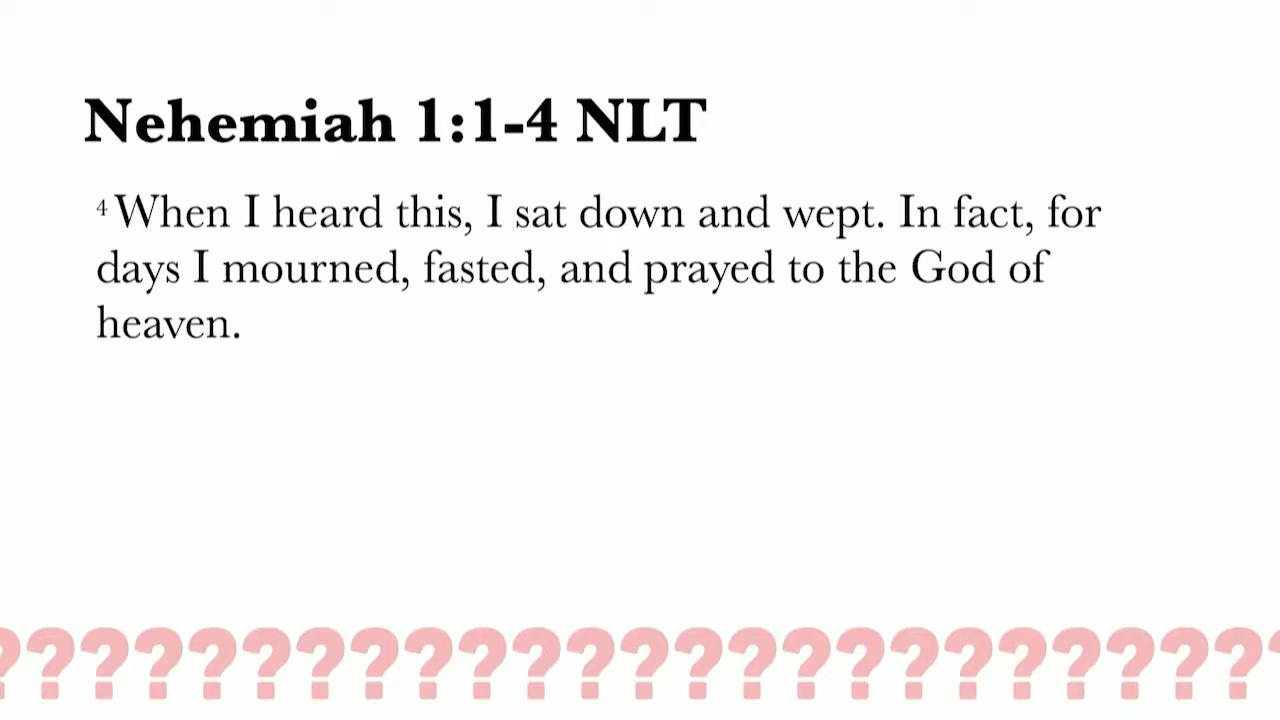 Nehemiah 1:1-4 NLT
⁴ When I heard this, I sat down and wept. In fact, for
days I mourned, fasted, and prayed to the God of
heaven.
????????????????????????